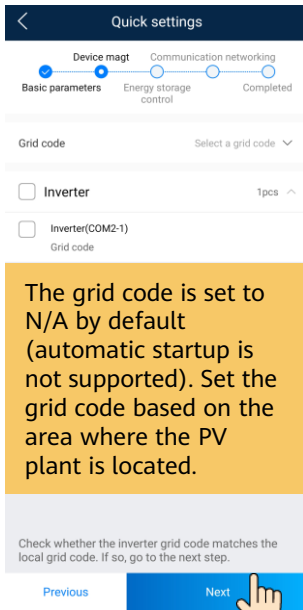 Quick settings
Device magt
Communication networking
Basic parameters
Energy storage
control
Completed
Grid code
Select a grid code
Inverter
1pcs
Inverter(COM2-1)
Grid code
The grid code is set to
N/A by default
(automatic startup is
not supported). Set the
grid code based on the
area where the PV
plant is located.
Check whether the inverter grid code matches the
local grid code. If so, go to the next step.
Previous
Next